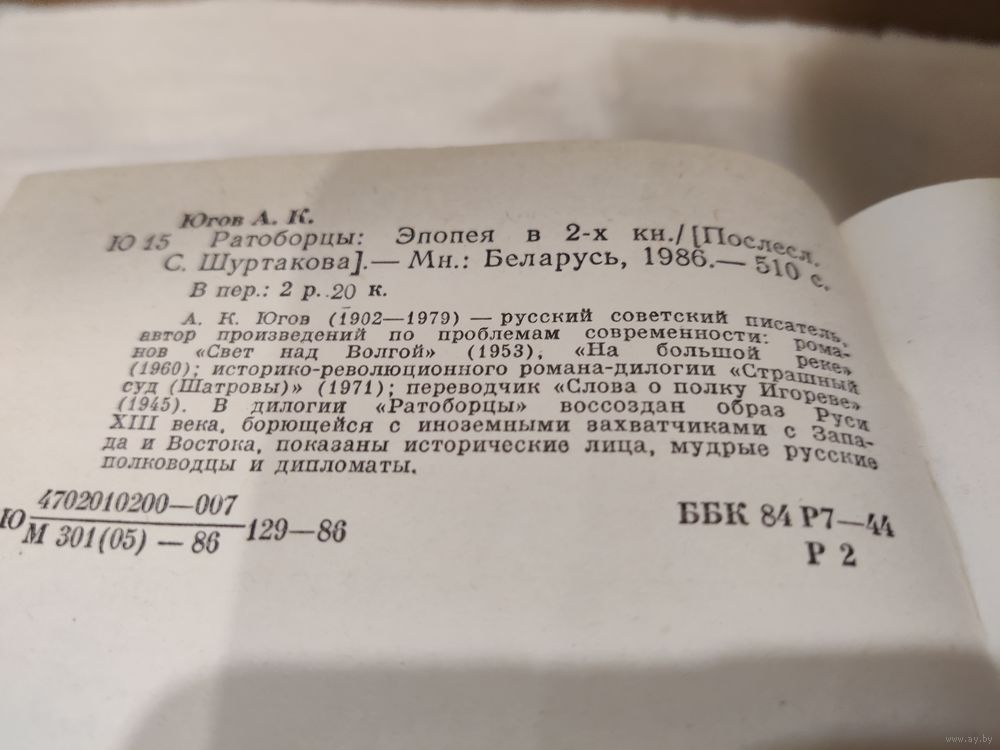 Югов А. К.
Ю 15 Ратоборцы: Эпопея в 2-х кн./[Послесл.
С. Шуртакова].— Мн.: Беларусь, 1986.— 510 с.
В пер.: 2 р. 20 к.
А. К. Югов (1902—1979) — русский советский писатель,
автор произведений по проблемам современности: рома-
нов «Свет над Волгой» (1953), «На большой реке»
(1960); историко-революционного романа-дилогии «Страшный
суд (Шатровы)» (1971); переводчик «Слова о полку Игореве»
(1945). В дилогии «Ратоборцы» воссоздан образ Руси
XIII века, борющейся с иноземными захватчиками с Запа-
да и Востока, показаны исторические лица, мудрые русские
полководцы и дипломаты.
Ю 4702010200—007
М 301(05) — 86 129—86
ББК 84 Р7—44
Р 2
www.ay.by